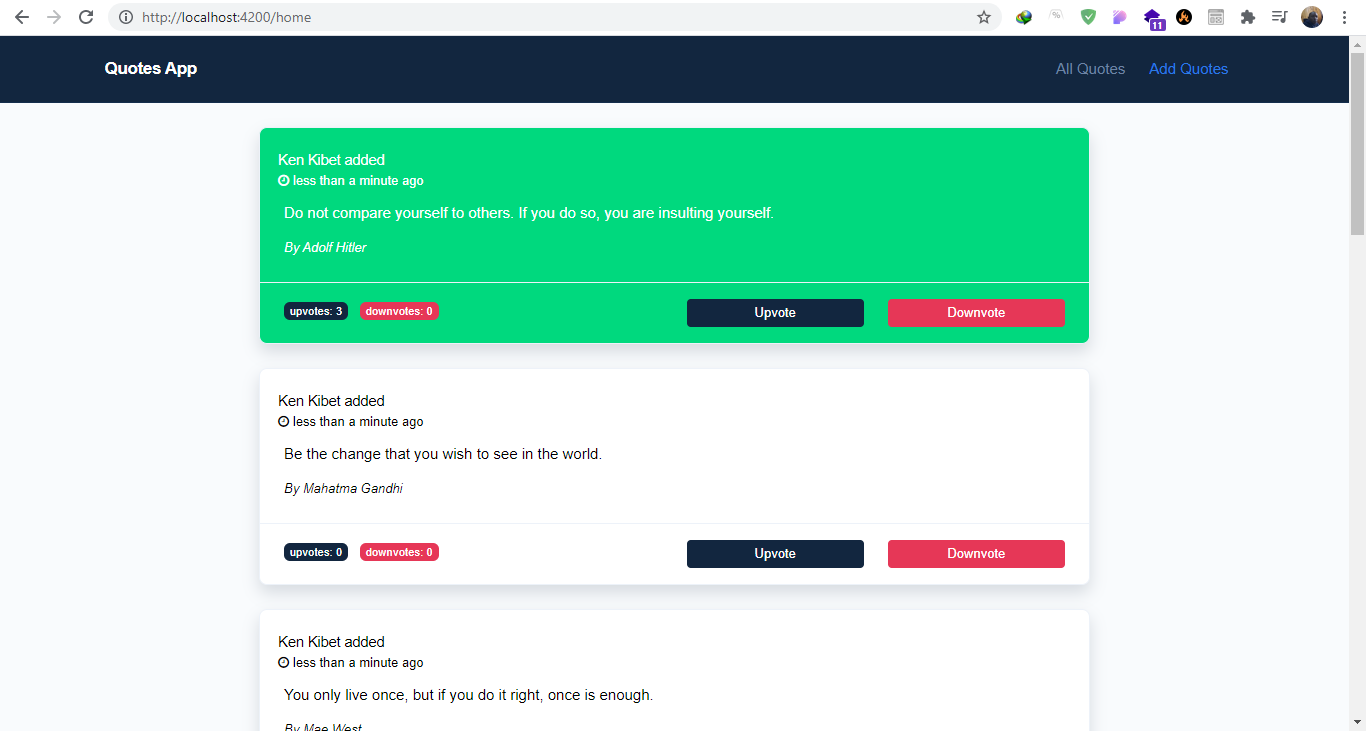 http://localhost:4200/home
11
Quotes App
All Quotes
Add Quotes
Ken Kibet added
less than a minute ago
Do not compare yourself to others. If you do so, you are insulting yourself.
By Adolf Hitler
upvotes: 3
downvotes: 0
Upvote
Downvote
Ken Kibet added
less than a minute ago
Be the change that you wish to see in the world.
By Mahatma Gandhi
upvotes: 0
downvotes: 0
Upvote
Downvote
Ken Kibet added
less than a minute ago
You only live once, but if you do it right, once is enough.
By Mae West